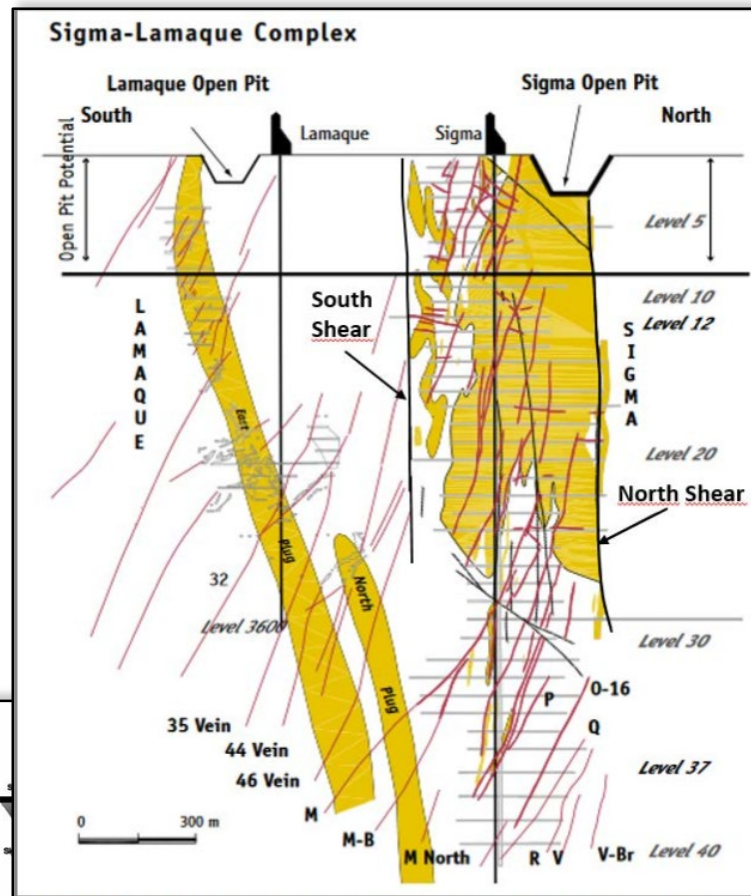 Sigma-Lamaque Complex
Lamaque Open Pit
Sigma Open Pit
South
Lamaque
Sigma
North
Open Pit Potential
Level 5
Level 10
Level 12
South
Shear
LAMAQUE
SIGMA
East
Plug
Level 20
North Shear
32
North
Plug
Level 3600
Level 30
35 Vein
44 Vein
46 Vein
M
M-B
M North
P
O-16
Q
Level 37
R
V
V-Br
Level 40
0
300 m